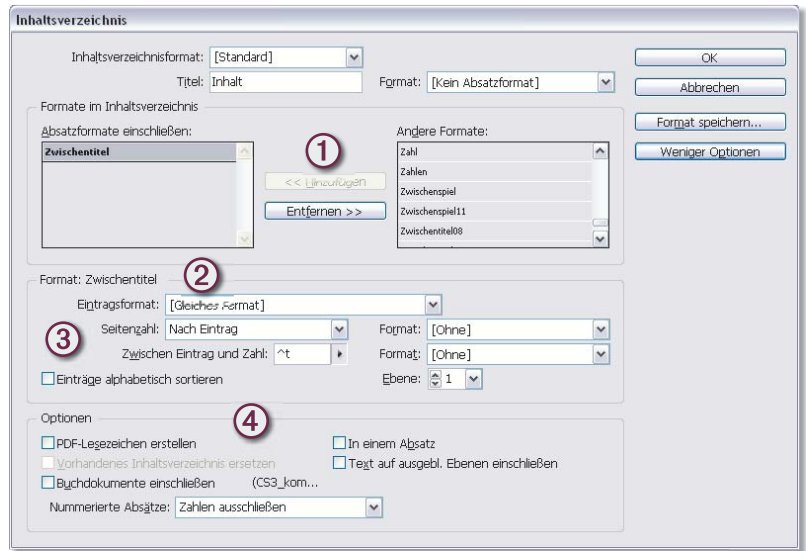 Inhaltsverzeichnis
Inhaltsverzeichnisformat: [Standard]
OK
Titel: Inhalt Format: [Kein Absatzformat]
Abbrechen
Formate im Inhaltsverzeichnis
Format speichern...
Absatzformate einschließen: Andere Formate:
Weniger Optionen
Zwischentitel
1
Zahl
<< Hinzufügen
Zahlen
Zwischenspiel
Entfernen >>
Zwischenspiel11
Zwischentitel08
Format: Zwischentitel
2
Eintragsformat: [Gleiches Format]
3
Seitenzahl: Nach Eintrag Format: [Ohne]
Zwischen Eintrag und Zahl: ^t Format: [Ohne]
Einträge alphabetisch sortieren Ebene: 1
Optionen
4
PDF-Lesezeichen erstellen In einem Absatz
Vorhandenes Inhaltsverzeichnis ersetzen Text auf ausgebl. Ebenen einschließen
Buchdokumente einschließen (CS3_kom...
Nummerierte Absätze: Zahlen ausschließen